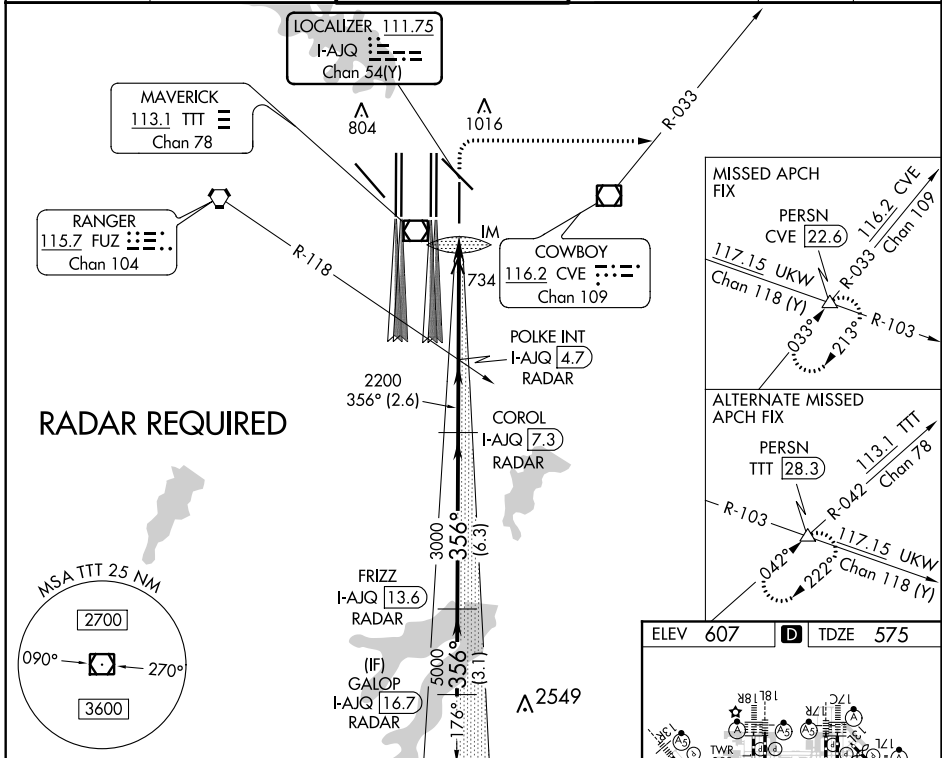 LOCALIZER 111.75
I-AJQ
Chan 54(Y)
MAVERICK
113.1 TTT
Chan 78
804
1016
R-033
RANGER
115.7 FUZ
Chan 104
R-118
IM
734
COWBOY
116.2 CVE
Chan 109
POLKE INT
I-AJQ 4.7
RADAR
2200
356° (2.6)
RADAR REQUIRED
COROL
I-AJQ 7.3
RADAR
3000
356°
(6.3)
FRIZZ
I-AJQ 13.6
RADAR
5000
356°
(3.1)
(IF)
GALOP
I-AJQ 16.7
RADAR
176°
2549
MSA TTT 25 NM
2700
090°
270°
3600
MISSED APCH
FIX
PERSN
CVE 22.6
116.2 CVE
Chan 109
R-033
117.15 UKW
Chan 118 (Y)
R-103
033°
213°
ALTERNATE MISSED
APCH FIX
PERSN
TTT 28.3
113.1 TTT
Chan 78
R-042
R-103
117.15 UKW
Chan 118 (Y)
042°
222°
ELEV 607 D TDZE 575
18R
18L
17R
17C
13R
17L
A
A5
A5
A
A5
A
P
P
P
P
P
TWR